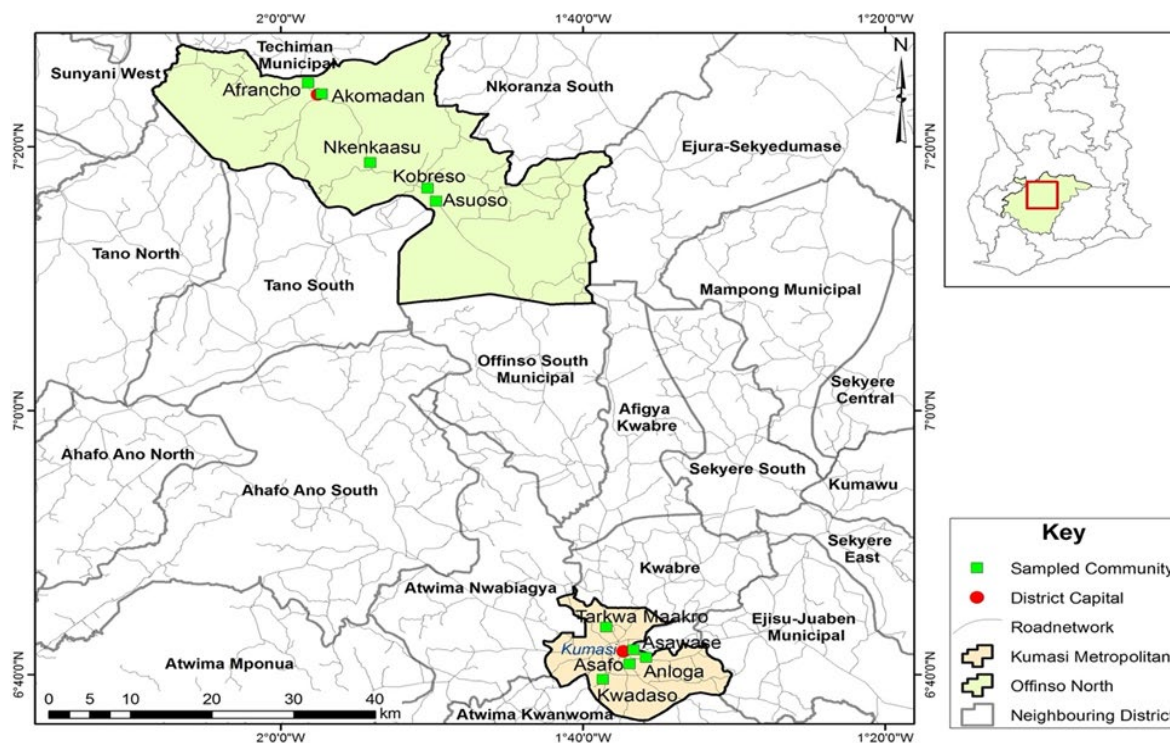 2°0'0"W
1°40'0"W
1°20'0"W
Techiman
Municipal
N
Sunyani West
Afrancho
Akomadan
Nkoranza South
7°20'0"N
7°20'0"N
Nkenkaasu
Ejura-Sekyedumase
Kobreso
Asuoso
Tano North
Tano South
Mampong Municipal
Offinso South
Municipal
Sekyere
Central
7°0'0"N
7°0'0"N
Afigya
Kwabre
Ahafo Ano North
Sekyere South
Ahafo Ano South
Kumawu
Sekyere
East
Kwabre
Atwima Nwabiagya
Tarkwa Maakro
Ejisu-Juaben
Municipal
Kumasi
Asawase
Atwima Mponua
Asafo
Anloga
6°40'0"N
6°40'0"N
Kwadaso
Atwima Kwanwoma
0 5 10 20 30 40
km
2°0'0"W
1°40'0"W
1°20'0"W
Key
Sampled Community
District Capital
Roadnetwork
Kumasi Metropolitan
Offinso North
Neighbouring District